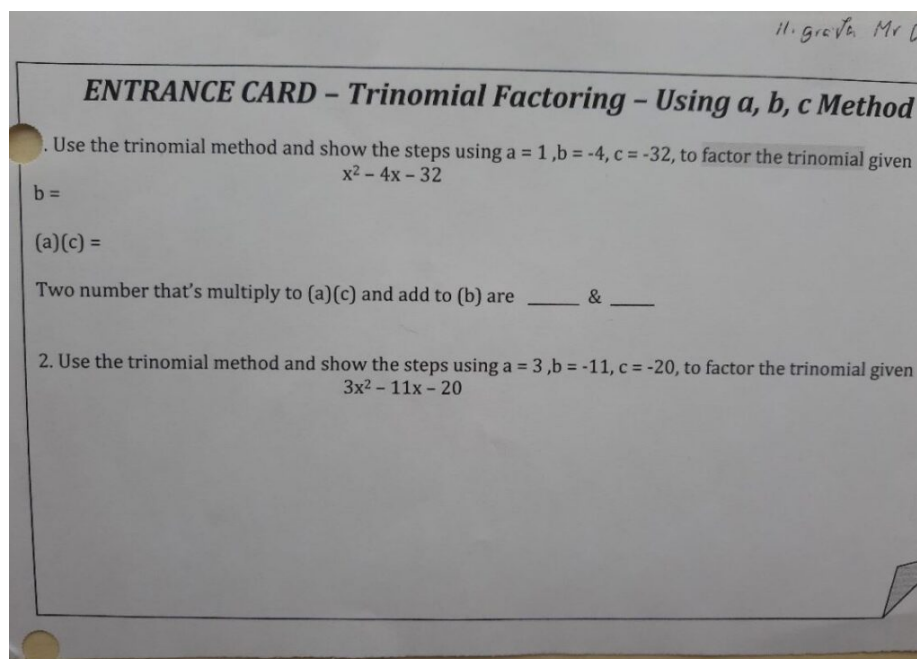 Mr
ENTRANCE CARD – Trinomial Factoring – Using a, b, c Method
. Use the trinomial method and show the steps using a = 1 ,b = -4, c = -32, to factor the trinomial given
x² – 4x – 32
b =
(a)(c) =
Two number that's multiply to (a)(c) and add to (b) are _____ & _____
2. Use the trinomial method and show the steps using a = 3 ,b = -11, c = -20, to factor the trinomial given
3x² – 11x – 20